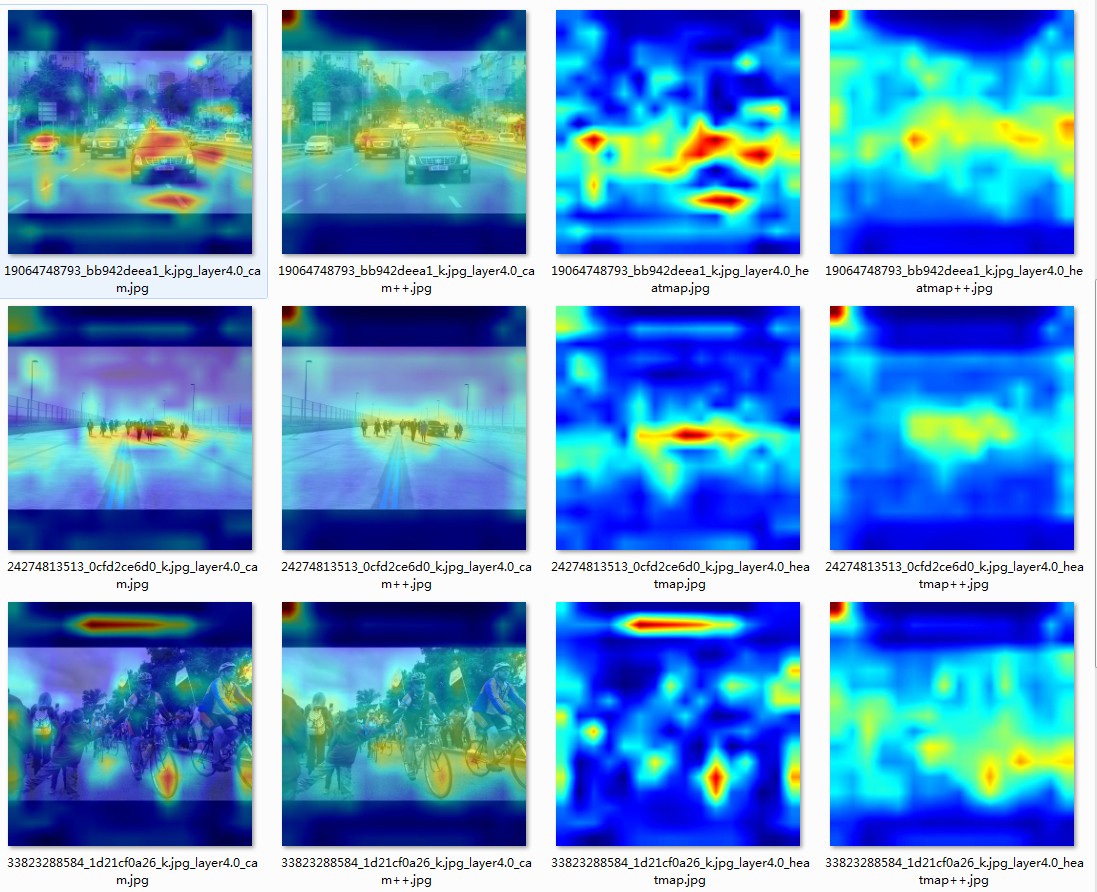 19064748793_bb942deea1_k.jpg_layer4.0_ca
m.jpg
19064748793_bb942deea1_k.jpg_layer4.0_ca
m++.jpg
19064748793_bb942deea1_k.jpg_layer4.0_he
atmap.jpg
19064748793_bb942deea1_k.jpg_layer4.0_he
atmap++.jpg
24274813513_0cfd2ce6d0_k.jpg_layer4.0_ca
m.jpg
24274813513_0cfd2ce6d0_k.jpg_layer4.0_ca
m++.jpg
24274813513_0cfd2ce6d0_k.jpg_layer4.0_hea
tmap.jpg
24274813513_0cfd2ce6d0_k.jpg_layer4.0_hea
tmap++.jpg
33823288584_1d21cf0a26_k.jpg_layer4.0_ca
m.jpg
33823288584_1d21cf0a26_k.jpg_layer4.0_ca
m++.jpg
33823288584_1d21cf0a26_k.jpg_layer4.0_hea
tmap.jpg
33823288584_1d21cf0a26_k.jpg_layer4.0_hea
tmap++.jpg